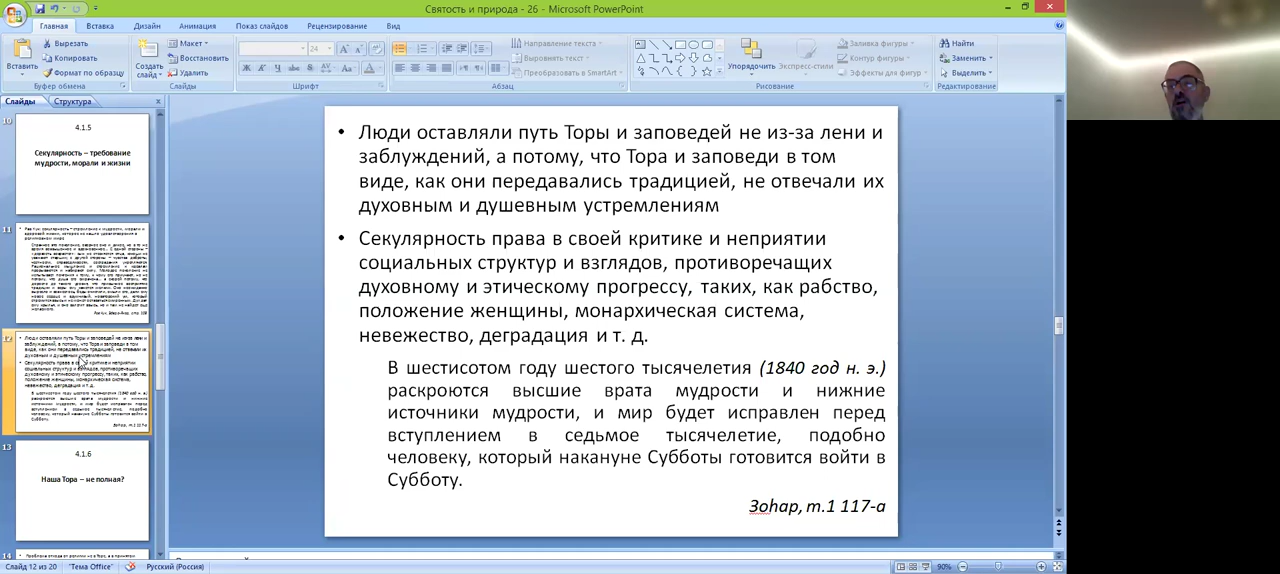 Святость и природа - 26 - Microsoft PowerPoint
Главная Вставка Дизайн Анимация Показ слайдов Рецензирование Вид
Вставить
Вырезать
Копировать
Формат по образцу
Буфер обмена
Создать слайд
Макет
Восстановить
Удалить
Слайды
24
Ж К Ч
Шрифт
Направление текста
Выровнять текст
Преобразовать в SmartArt
Абзац
Упорядочить
Экспресс-стили
Заливка фигуры
Контур фигуры
Эффекты для фигур
Рисование
Найти
Заменить
Выделить
Редактирование
Слайды Структура
10
4.1.5
Секулярность – требование
мудрости, морали и жизни
11
12
13
4.1.6
Наша Тора – не полная?
14
• Люди оставляли путь Торы и заповедей не из-за лени и
заблуждений, а потому, что Тора и заповеди в том
виде, как они передавались традицией, не отвечали их
духовным и душевным устремлениям
• Секулярность права в своей критике и неприятии
социальных структур и взглядов, противоречащих
духовному и этическому прогрессу, таких, как рабство,
положение женщины, монархическая система,
невежество, деградация и т. д.
В шестисотом году шестого тысячелетия (1840 год н. э.)
раскроются высшие врата мудрости и нижние
источники мудрости, и мир будет исправлен перед
вступлением в седьмое тысячелетие, подобно
человеку, который накануне Субботы готовится войти в
Субботу.
Зоhар, т.1 117-а
Слайд 12 из 20 "Тема Office" Русский (Россия)
90%